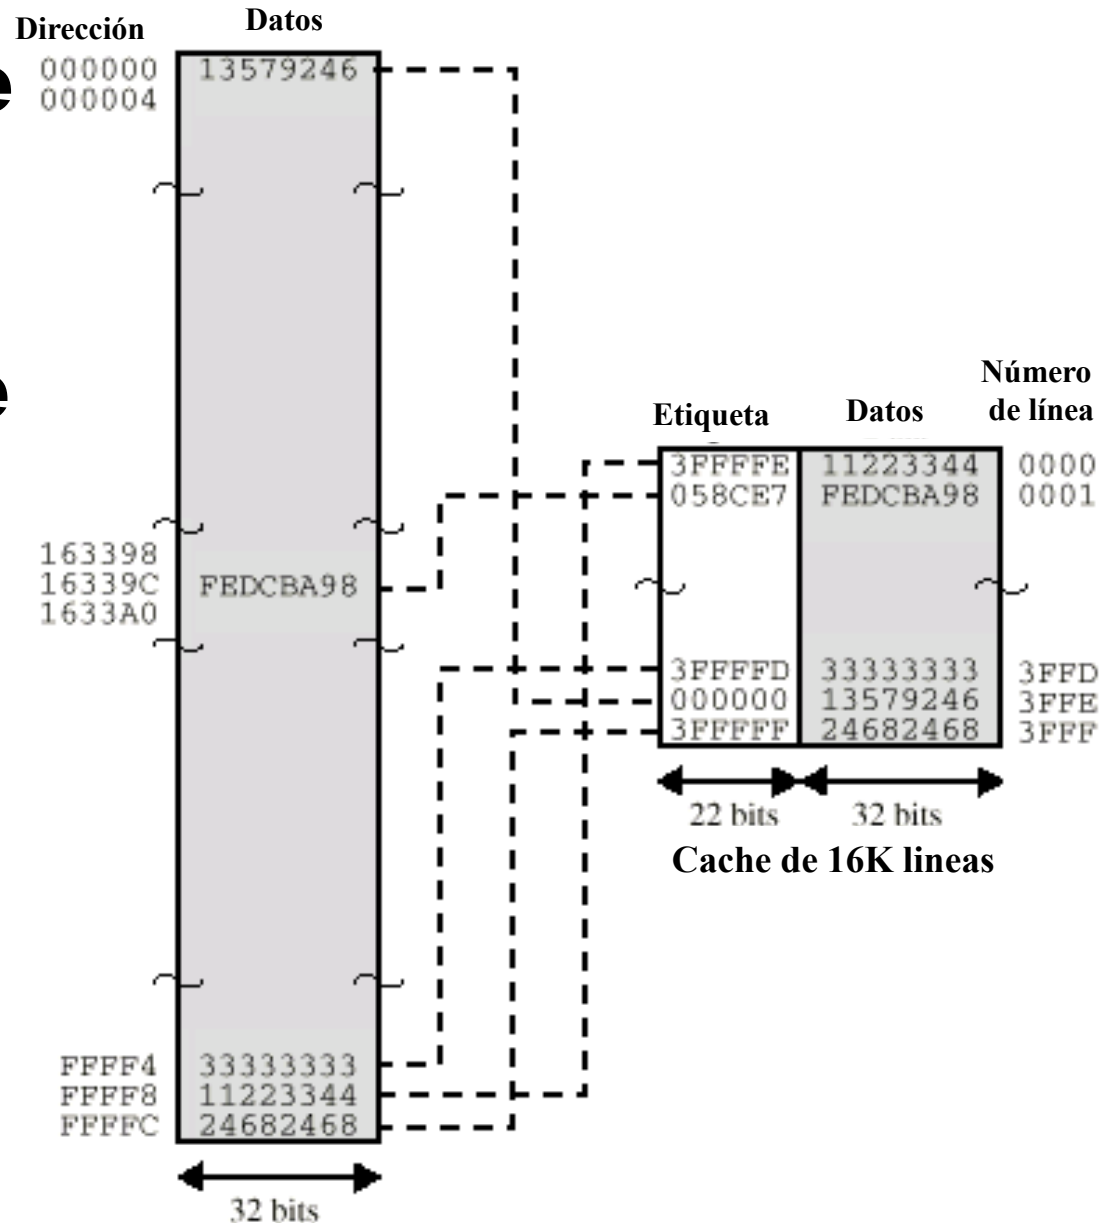 Dirección Datos
e
000000 13579246
000004
e
163398
16339C FEDCBA98
1633A0
FFFF4 33333333
FFFF8 11223344
FFFFC 24682468
32 bits
Etiqueta Datos Número
de línea
3FFFFE 11223344 0000
058CE7 FEDCBA98 0001
3FFFFD 33333333 3FFD
000000 13579246 3FFE
3FFFFF 24682468 3FFF
22 bits 32 bits
Cache de 16K lineas